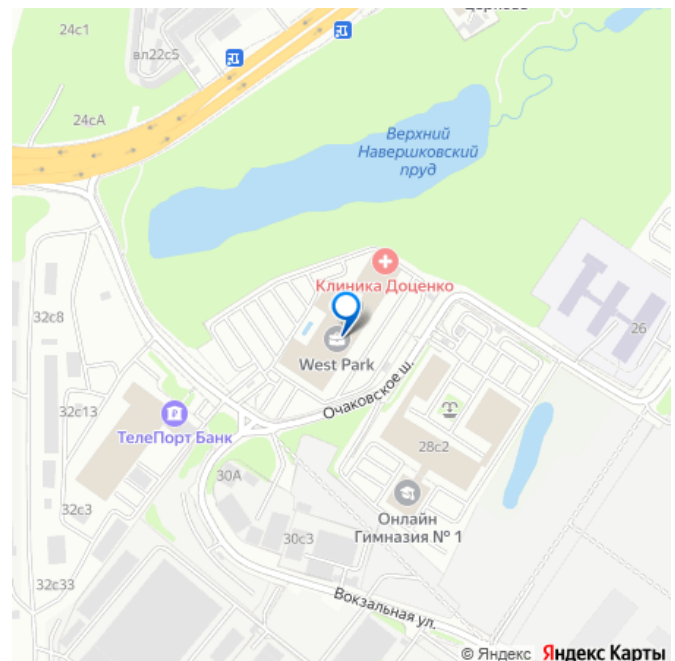 24с1
вл22с5
24сА
Верхний
Навершковский
пруд
Клиника Доценко
32с8
26
West Park
Очаковское ш.
32с13
ТелеПорт Банк
28с2
30А
32с3
Онлайн
Гимназия № 1
30с3
32с33
Вокзальная ул.
© Яндекс Яндекс Карты